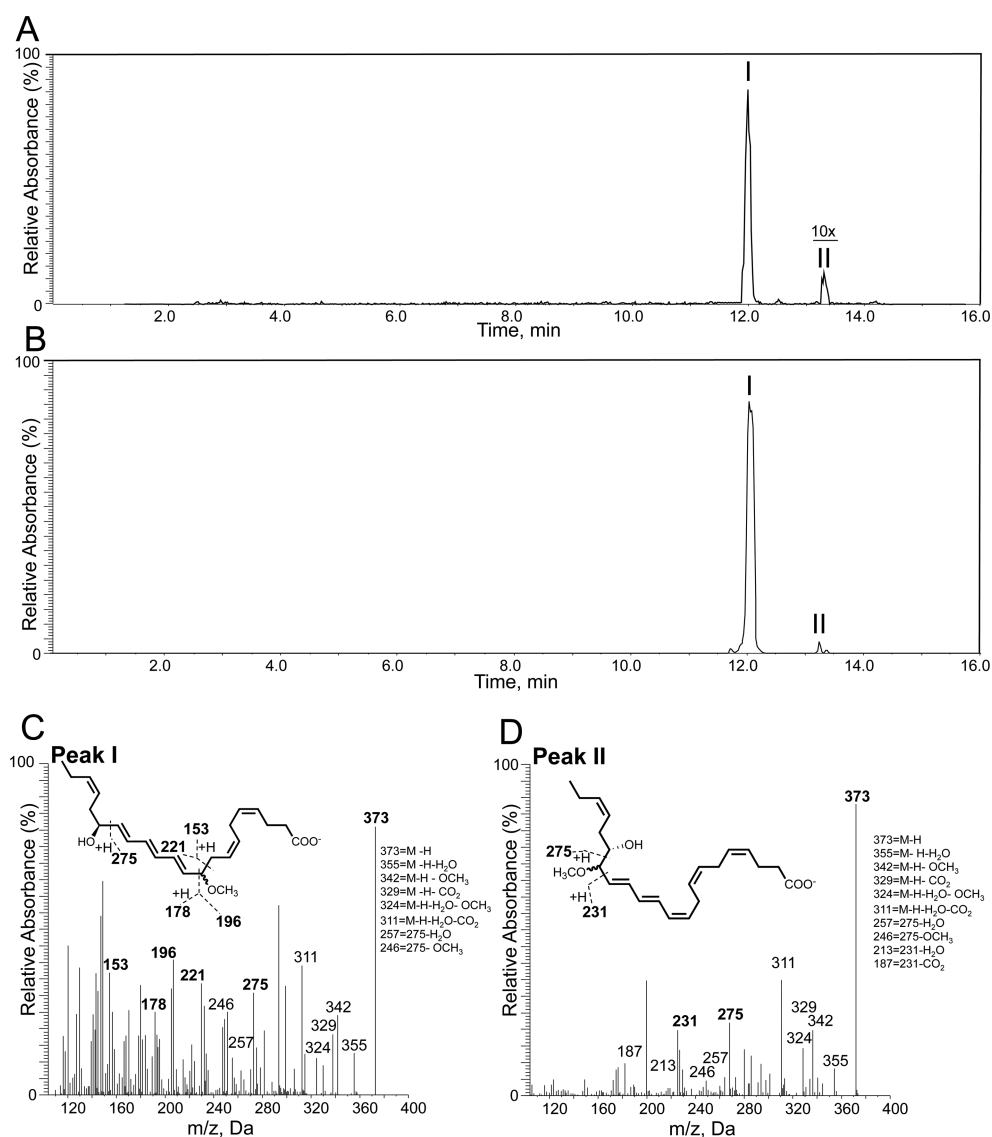 A
100
Relative Absorbance (%)
0
I
10x
II
2.0 4.0 6.0 8.0 10.0 12.0 14.0 16.0
Time, min
B
100
Relative Absorbance (%)
0
I
II
2.0 4.0 6.0 8.0 10.0 12.0 14.0 16.0
Time, min
C
Peak I
100
Relative Absorbance (%)
0
HO
+H
275
221
153
+H
+H
178
196
OCH3
COO-
373
373=M -H
355=M -H-H2O
342=M-H - OCH3
329=M -H- CO2
324=M-H-H2O- OCH3
311=M-H-H2O-CO2
257=275-H2O
246=275- OCH3
153
178
196
221
246
257
275
311
324
329
342
355
120 160 200 240 280 320 360 400
m/z, Da
D
Peak II
100
Relative Absorbance (%)
0
275
+H
OH
H3CO
+H
231
COO-
373
373=M-H
355=M- H-H2O
342=M-H- OCH3
329=M-H- CO2
324=M-H-H2O- OCH3
311=M-H-H2O-CO2
257=275-H2O
246=275-OCH3
213=231-H2O
187=231-CO2
187
213
231
246
257
275
311
324
329
342
355
120 160 200 240 280 320 360 400
m/z, Da